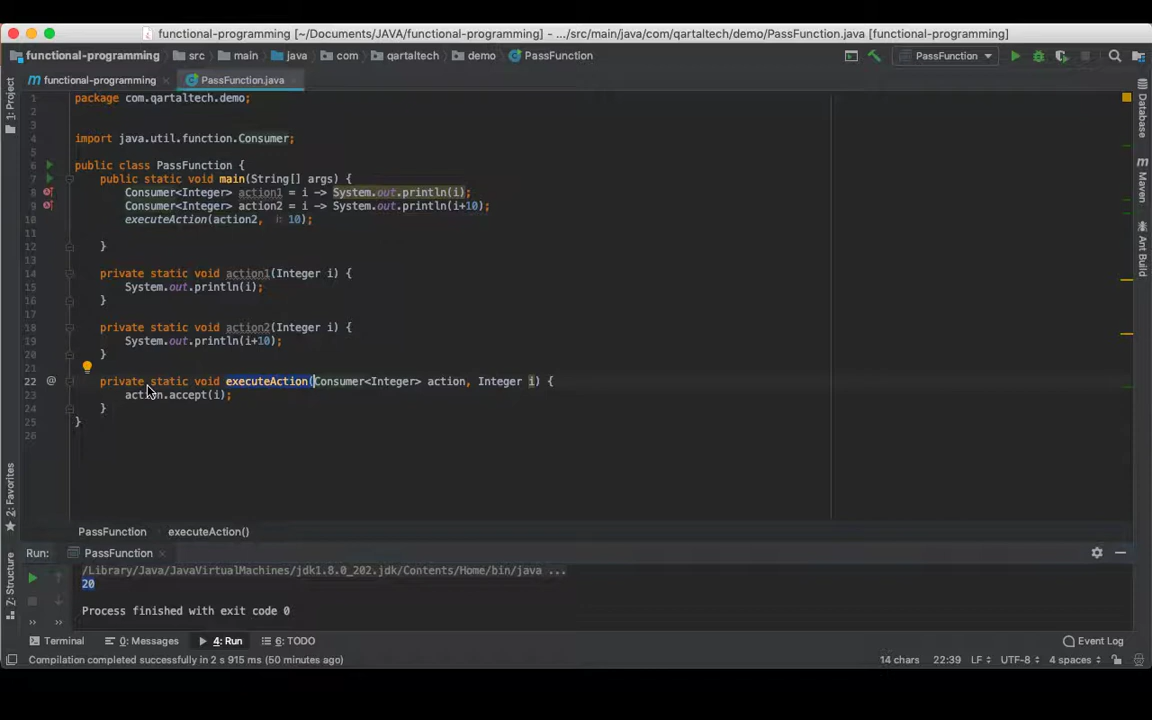 functional-programming [~/Documents/JAVA/functional-programming] - .../src/main/java/com/qartaltech/demo/PassFunction.java [functional-programming]
functional-programming src main java com qartaltech demo PassFunction PassFunction
functional-programming PassFunction.java
1: Project
Database
Maven
Ant Build
1 package com.qartaltech.demo;
2
3
4 import java.util.function.Consumer;
5
6 public class PassFunction {
7 public static void main(String[] args) {
8 Consumer<Integer> action1 = i -> System.out.println(i);
9 Consumer<Integer> action2 = i -> System.out.println(i+10);
10 executeAction(action2, i: 10);
11
12 }
13
14 private static void action1(Integer i) {
15 System.out.println(i);
16 }
17
18 private static void action2(Integer i) {
19 System.out.println(i+10);
20 }
21
22 private static void executeAction(Consumer<Integer> action, Integer i) {
23 action.accept(i);
24 }
25 }
26
2: Favorites
7: Structure
PassFunction executeAction()
Run: PassFunction
/Library/Java/JavaVirtualMachines/jdk1.8.0_202.jdk/Contents/Home/bin/java ...
20
Process finished with exit code 0
Terminal 0: Messages 4: Run 6: TODO Event Log
Compilation completed successfully in 2 s 915 ms (50 minutes ago) 14 chars 22:39 LF UTF-8 4 spaces